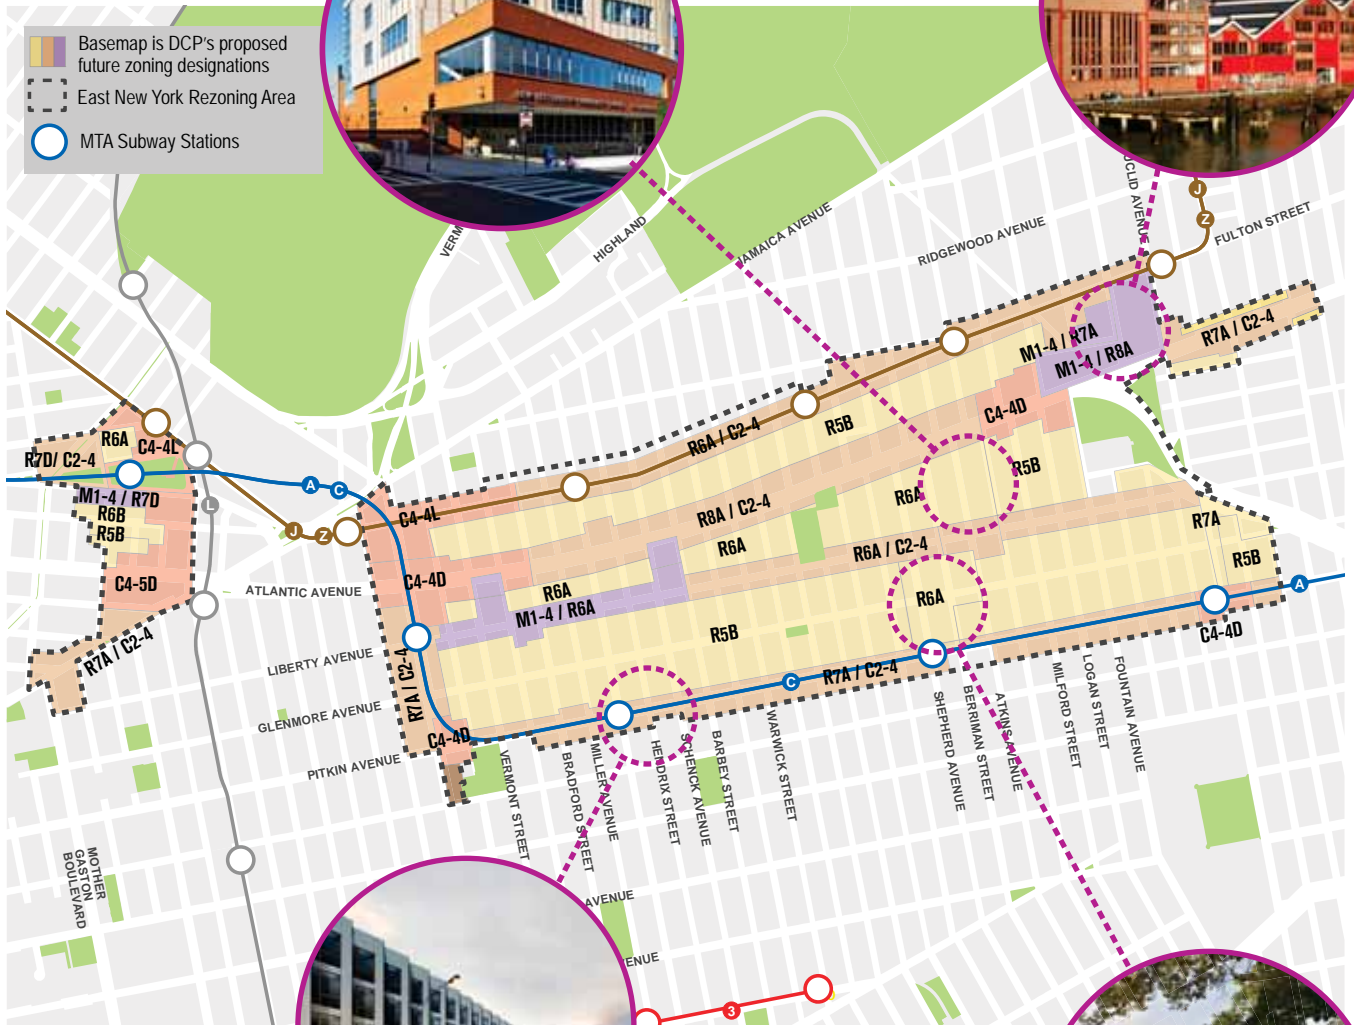 Basemap is DCP's proposed
future zoning designations
East New York Rezoning Area
MTA Subway Stations
HIGHLAND
JAMAICA AVENUE
RIDGEWOOD AVENUE
AVENUE
J
Z
FULTON STREET
R7A / C2-4
M1-4 / R7A
M1-4 / R8A
C4-4D
R5B
R6A / C2-4
R5B
R6A
R8A / C2-4
R6A
R6A / C2-4
R7A
R5B
R6A
C4-4L
R7D/ C2-4
M1-4 / R7D
R6B
R5B
C4-5D
R7A / C2-4
L
A
C
J
Z
C4-4L
C4-4D
R6A
M1-4 / R6A
R5B
R6A
A
C4-4D
R7A / C2-4
C
R7A / C2-4
C4-4D
ATLANTIC AVENUE
LIBERTY AVENUE
GLENMORE AVENUE
PITKIN AVENUE
VERMONT STREET
BRADFORD STREET
MILLER AVENUE
HENDRIX STREET
SCHENCK AVENUE
BARBEY STREET
WARWICK STREET
SHEPHERD AVENUE
BERRIMAN STREET
ATKINS AVENUE
MILFORD STREET
LOGAN STREET
FOUNTAIN AVENUE
MOTHER
GASTON
BOULEVARD
AVENUE
3